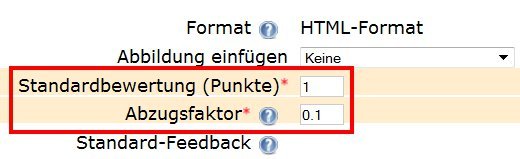 Format HTML-Format
Abbildung einfügen Keine
Standardbewertung (Punkte)* 1
Abzugsfaktor* 0.1
Standard-Feedback